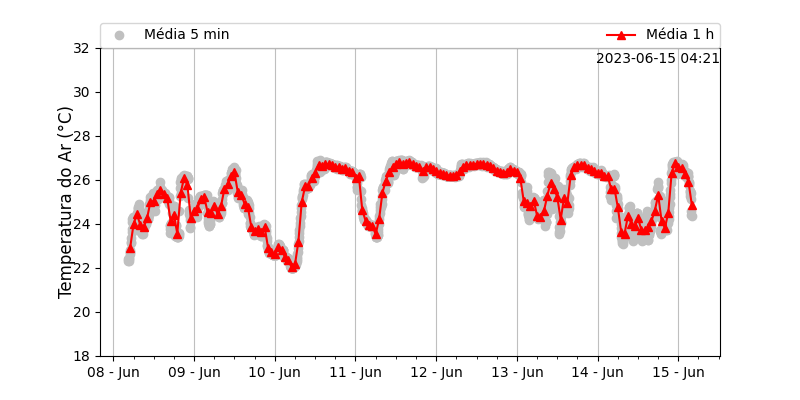 Média 5 min
Média 1 h
2023-06-15 04:21
Temperatura do Ar (°C)
32
30
28
26
24
22
20
18
08 - Jun
09 - Jun
10 - Jun
11 - Jun
12 - Jun
13 - Jun
14 - Jun
15 - Jun